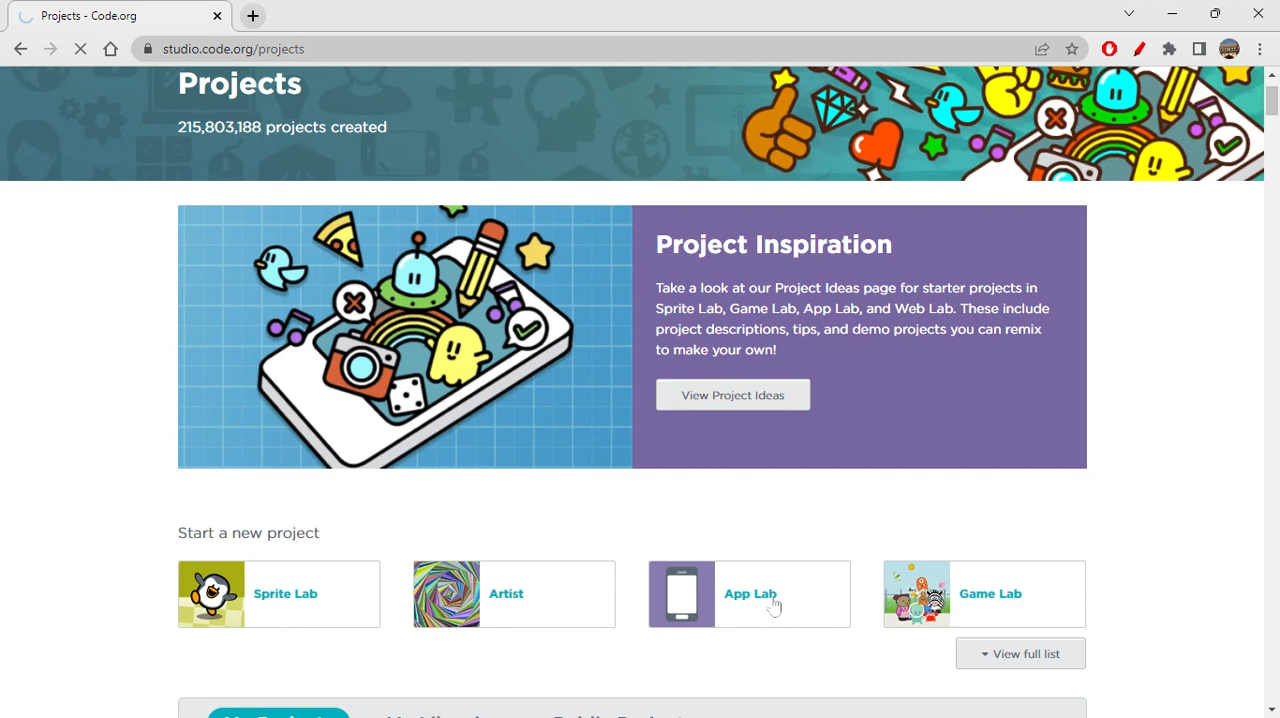 Projects - Code.org
studio.code.org/projects
Projects
215,803,188 projects created
Project Inspiration
Take a look at our Project Ideas page for starter projects in
Sprite Lab, Game Lab, App Lab, and Web Lab. These include
project descriptions, tips, and demo projects you can remix
to make your own!
View Project Ideas
Start a new project
Sprite Lab
Artist
App Lab
Game Lab
View full list